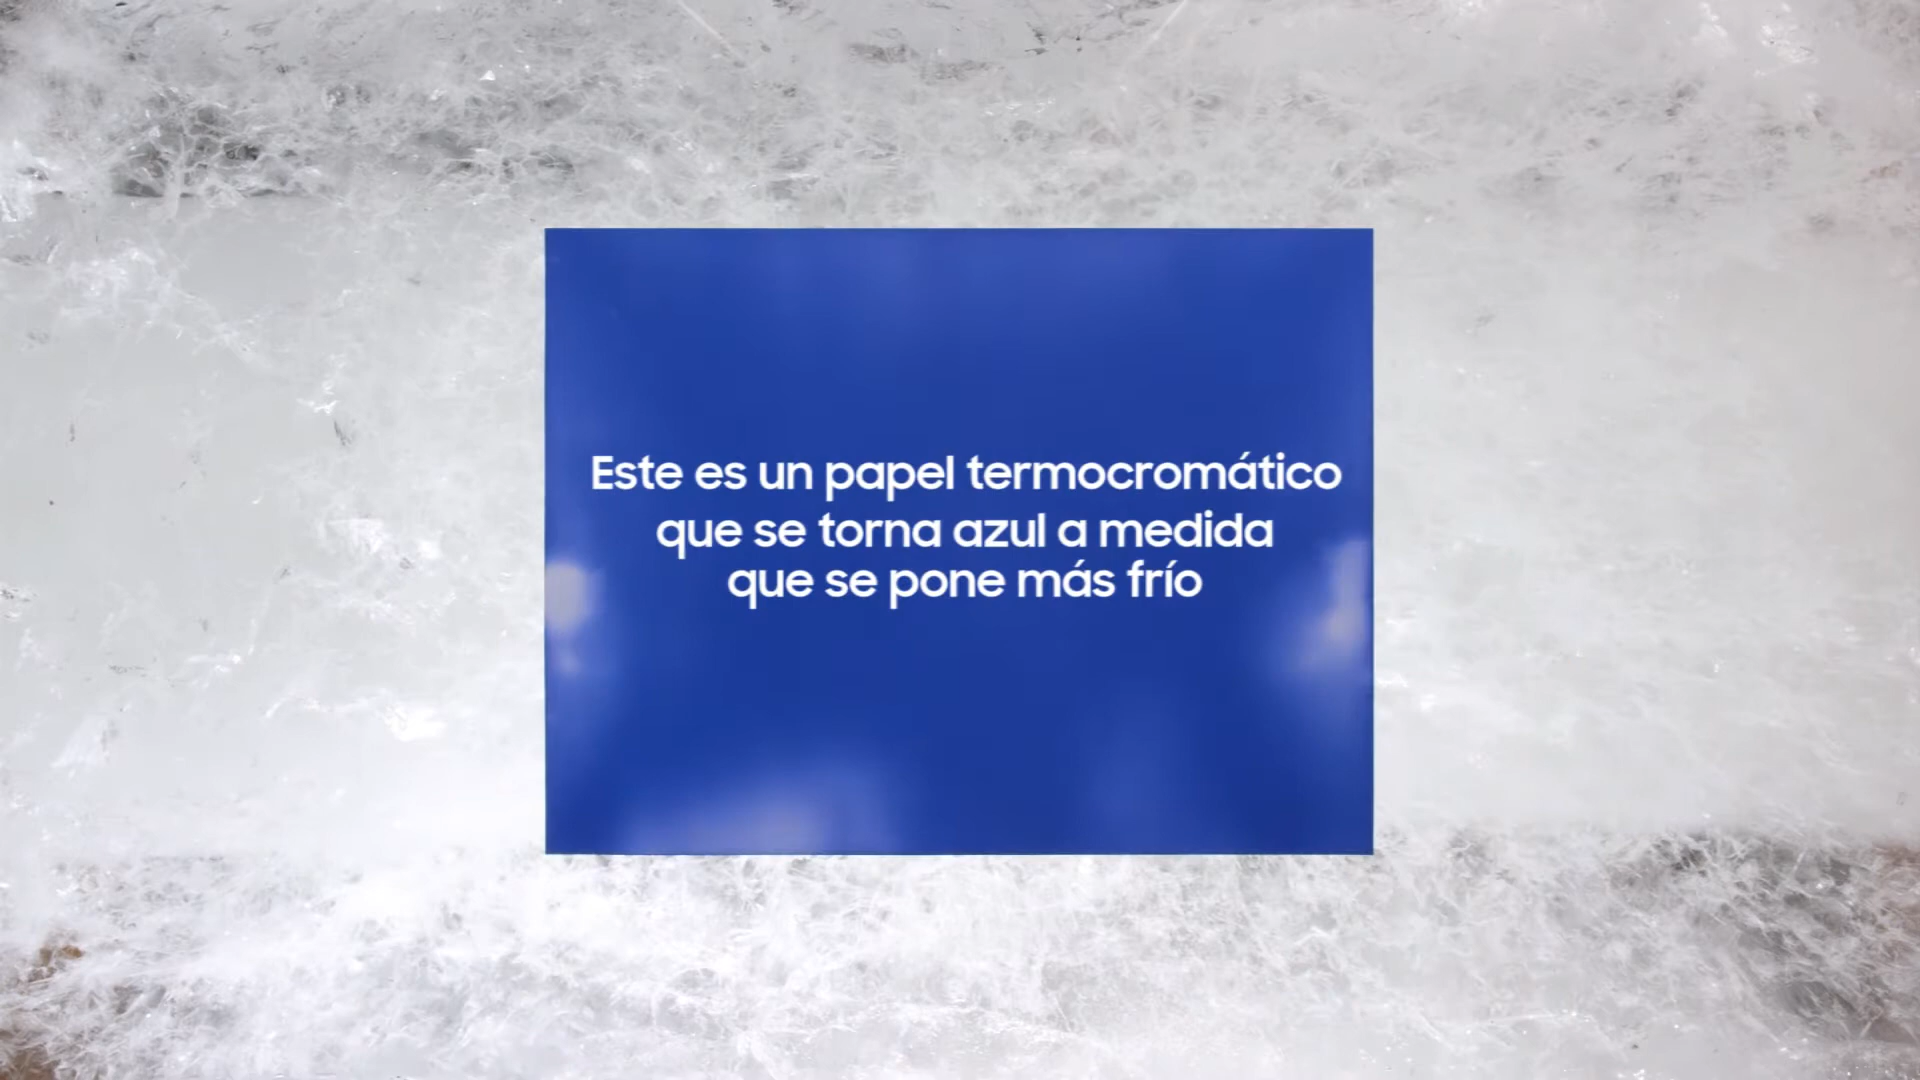 Este es un papel termocromático
que se torna azul a medida
que se pone más frío